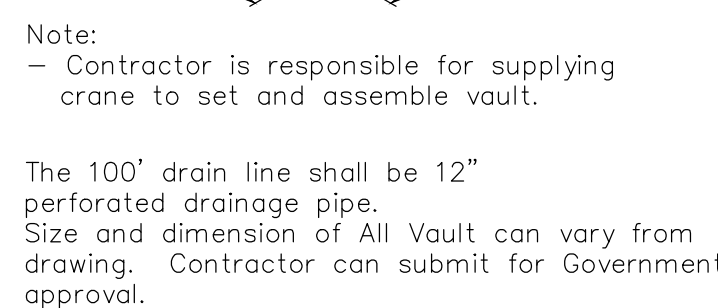 Note:
- Contractor is responsible for supplying
crane to set and assemble vault.
The 100' drain line shall be 12"
perforated drainage pipe.
Size and dimension of All Vault can vary from
drawing. Contractor can submit for Government
approval.